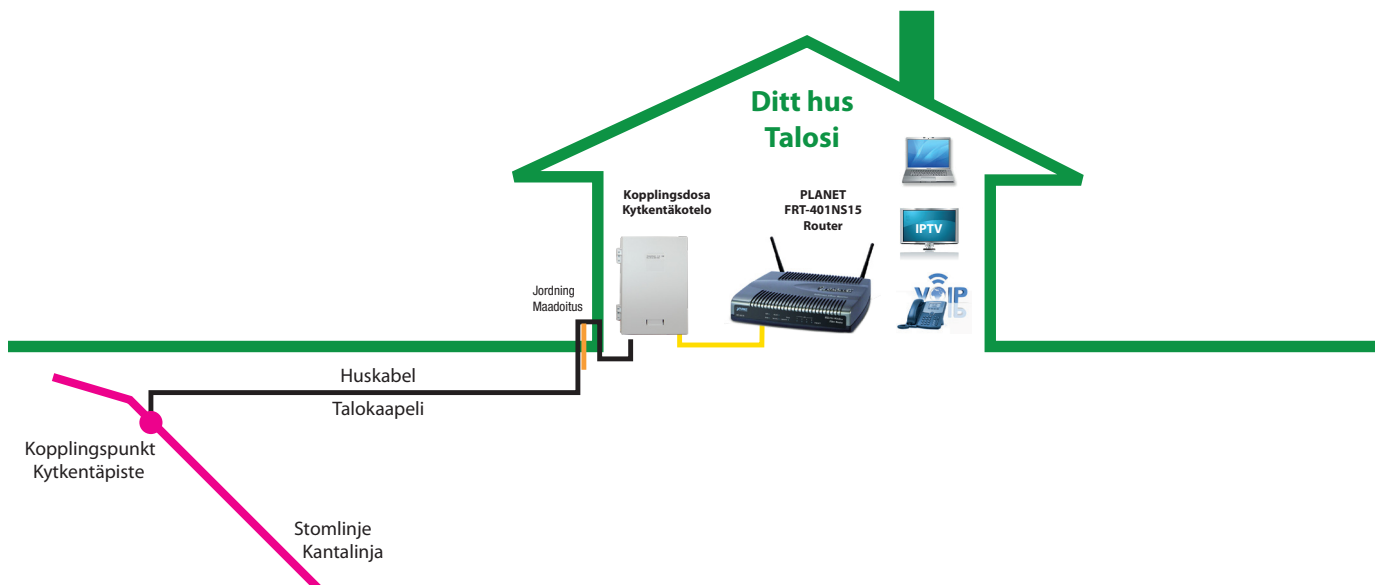 Ditt hus
Talosi
Kopplingsdosa
Kytkentäkotelo
PLANET
FRT-401NS15
Router
IPTV
VOIP
Jordning
Maadoitus
Huskabel
Talokaapeli
Kopplingspunkt
Kytkentäpiste
Stomlinje
Kantalinja